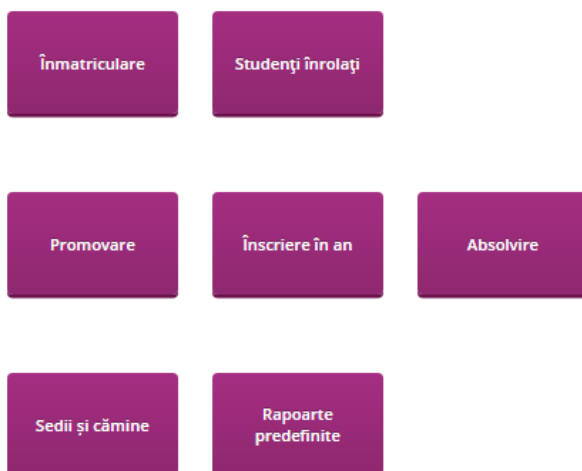 Înmatriculare
Studenţi înrolaţi
Promovare
Înscriere în an
Absolvire
Sedii și cămine
Rapoarte
predefinite